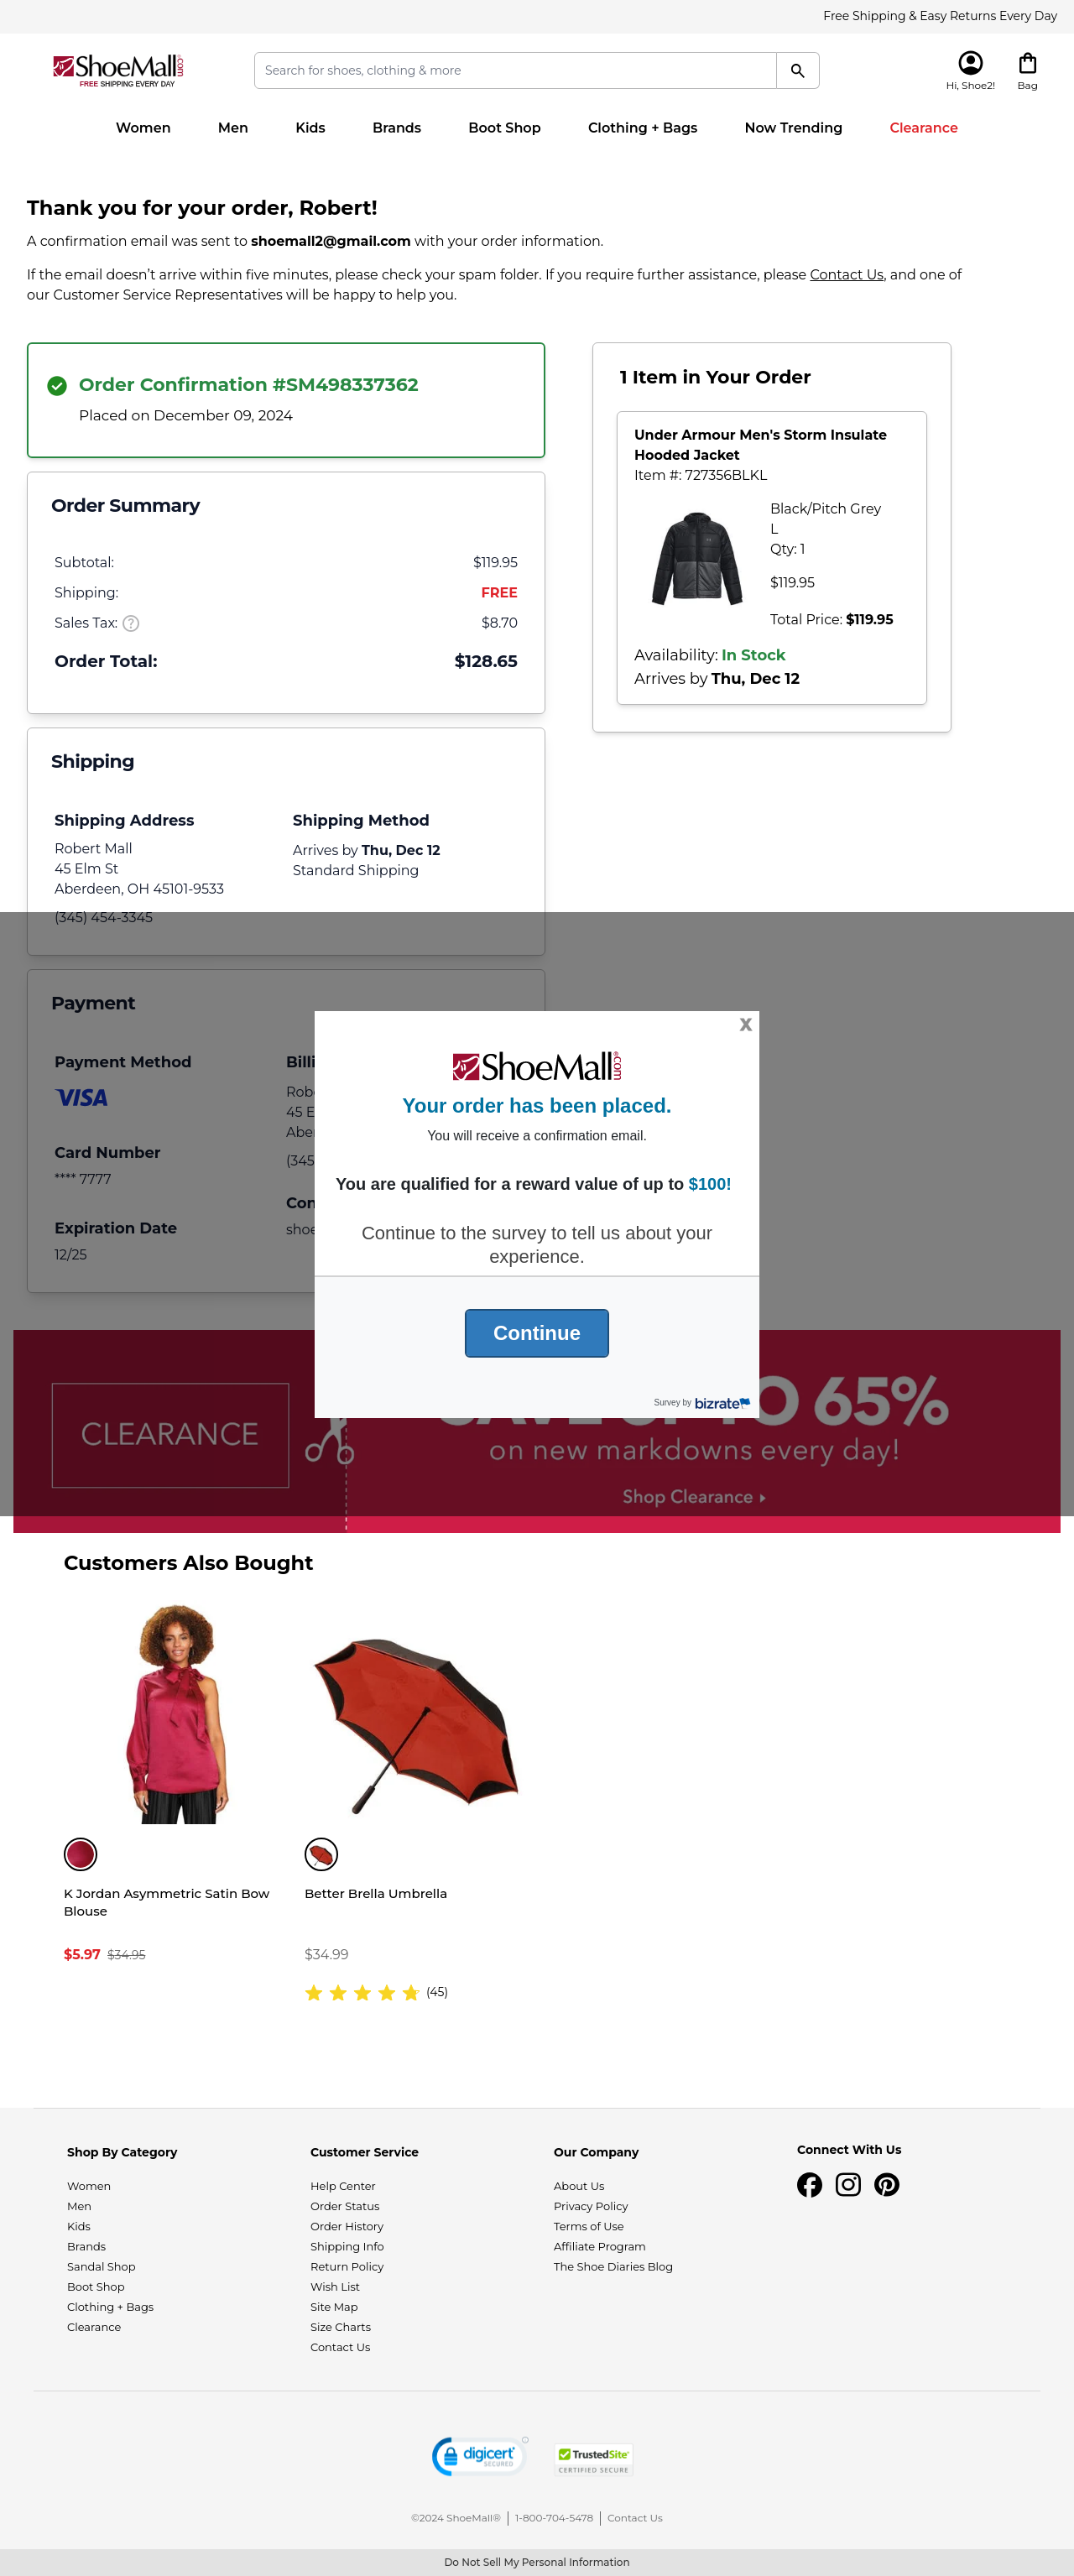 Free Shipping & Easy Returns Every Day
ShoeMall.com
FREE SHIPPING EVERY DAY
Search for shoes, clothing & more
Hi, Shoe2!
Bag
Women Men Kids Brands Boot Shop Clothing + Bags Now Trending Clearance
Thank you for your order, Robert!
A confirmation email was sent to shoemall2@gmail.com with your order information.
If the email doesn't arrive within five minutes, please check your spam folder. If you require further assistance, please Contact Us, and one of
our Customer Service Representatives will be happy to help you.
Order Confirmation #SM498337362
Placed on December 09, 2024
Order Summary
Subtotal: $119.95
Shipping: FREE
Sales Tax: ? $8.70
Order Total: $128.65
1 Item in Your Order
Under Armour Men's Storm Insulate
Hooded Jacket
Item #: 727356BLKL
Black/Pitch Grey
L
Qty: 1
$119.95
Total Price: $119.95
Availability: In Stock
Arrives by Thu, Dec 12
Shipping
Shipping Address
Robert Mall
45 Elm St
Aberdeen, OH 45101-9533
(345) 454-3345
Shipping Method
Arrives by Thu, Dec 12
Standard Shipping
Payment
Payment Method
VISA
Card Number
**** 7777
Expiration Date
12/25
X
ShoeMall.com
Your order has been placed.
You will receive a confirmation email.
You are qualified for a reward value of up to $100!
Continue to the survey to tell us about your
experience.
Continue
Survey by bizrate
CLEARANCE
65%
on new markdowns every day!
Shop Clearance
Customers Also Bought
K Jordan Asymmetric Satin Bow
Blouse
$5.97 $34.95
Better Brella Umbrella
$34.99
(45)
Shop By Category
Women
Men
Kids
Brands
Sandal Shop
Boot Shop
Clothing + Bags
Clearance
Customer Service
Help Center
Order Status
Order History
Shipping Info
Return Policy
Wish List
Site Map
Size Charts
Contact Us
Our Company
About Us
Privacy Policy
Terms of Use
Affiliate Program
The Shoe Diaries Blog
Connect With Us
digicert
SECURED
TrustedSite
CERTIFIED SECURE
©2024 ShoeMall® | 1-800-704-5478 | Contact Us
Do Not Sell My Personal Information